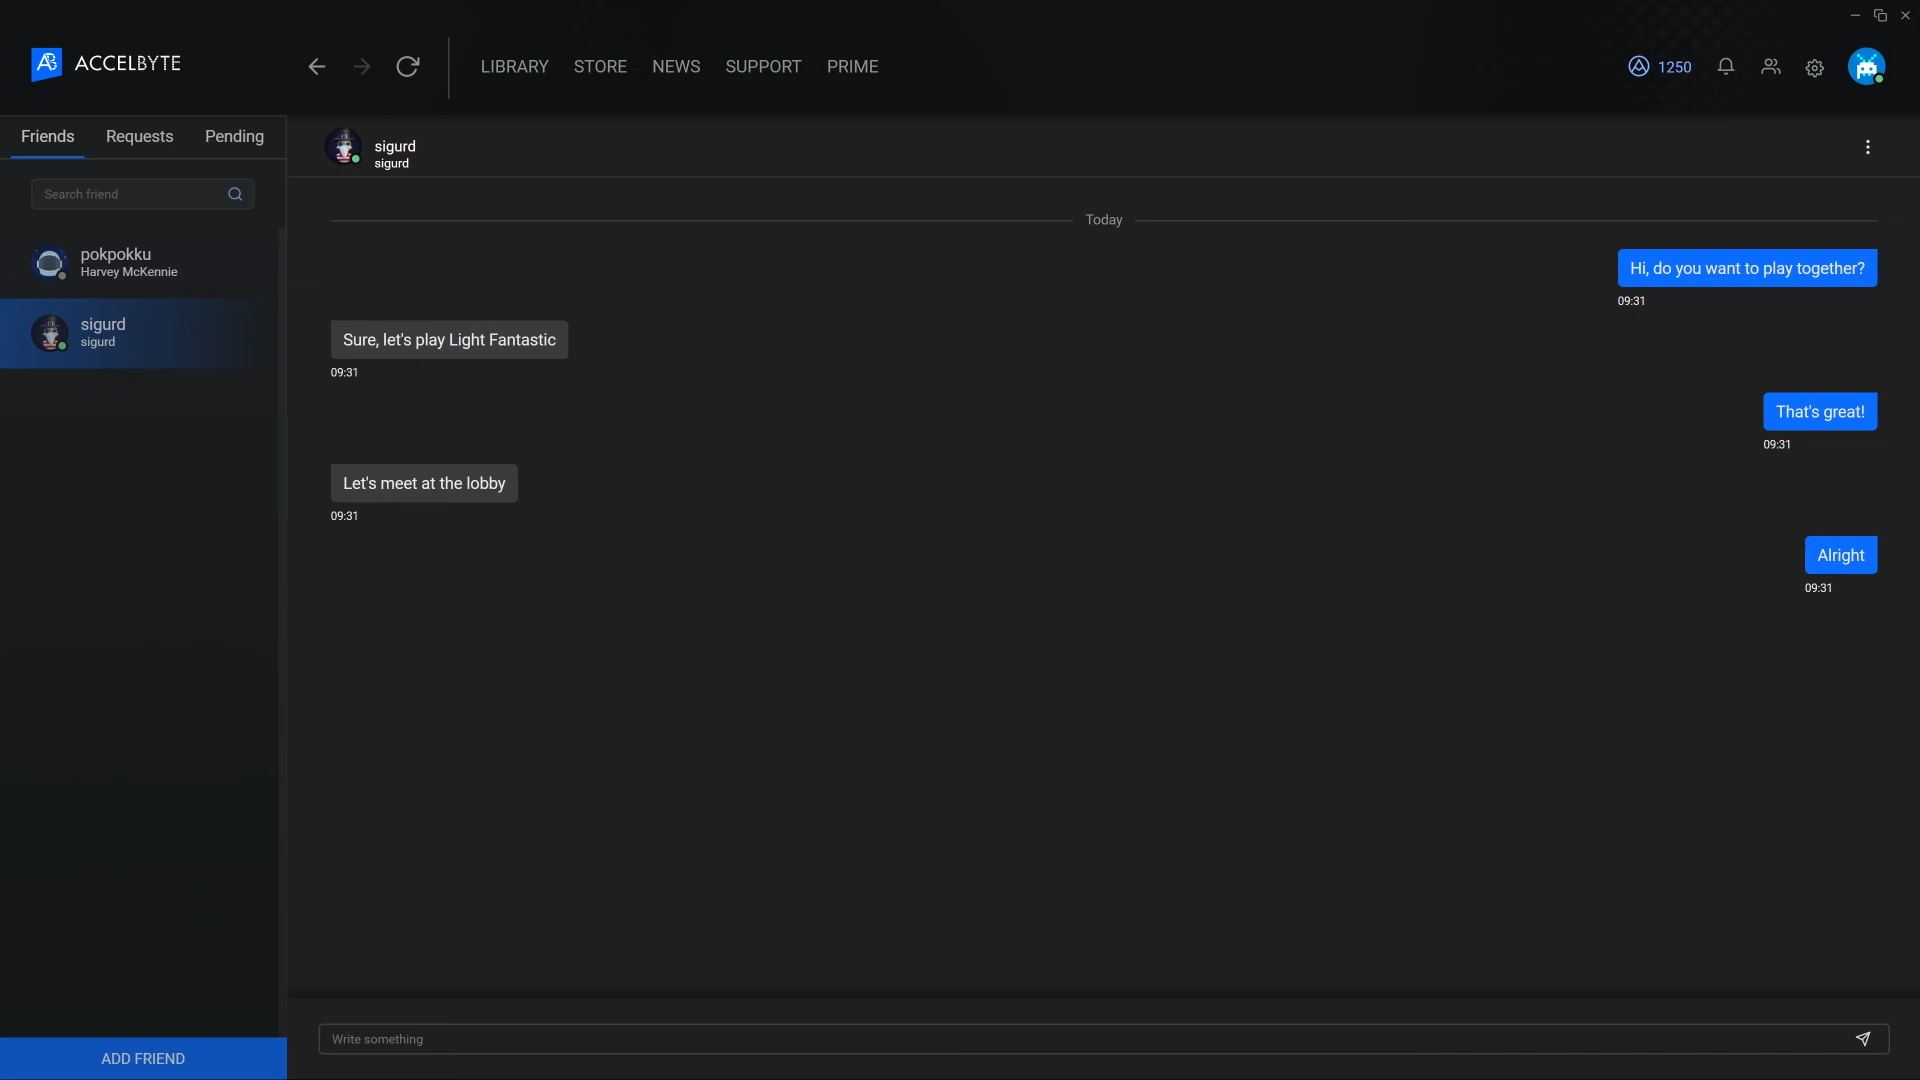 ACCELBYTE
LIBRARY STORE NEWS SUPPORT PRIME
1250
Friends Requests Pending
Search friend
pokpokku
Harvey McKennie
sigurd
sigurd
sigurd
sigurd
Today
Hi, do you want to play together?
09:31
Sure, let's play Light Fantastic
09:31
That's great!
09:31
Let's meet at the lobby
09:31
Alright
09:31
Write something
ADD FRIEND